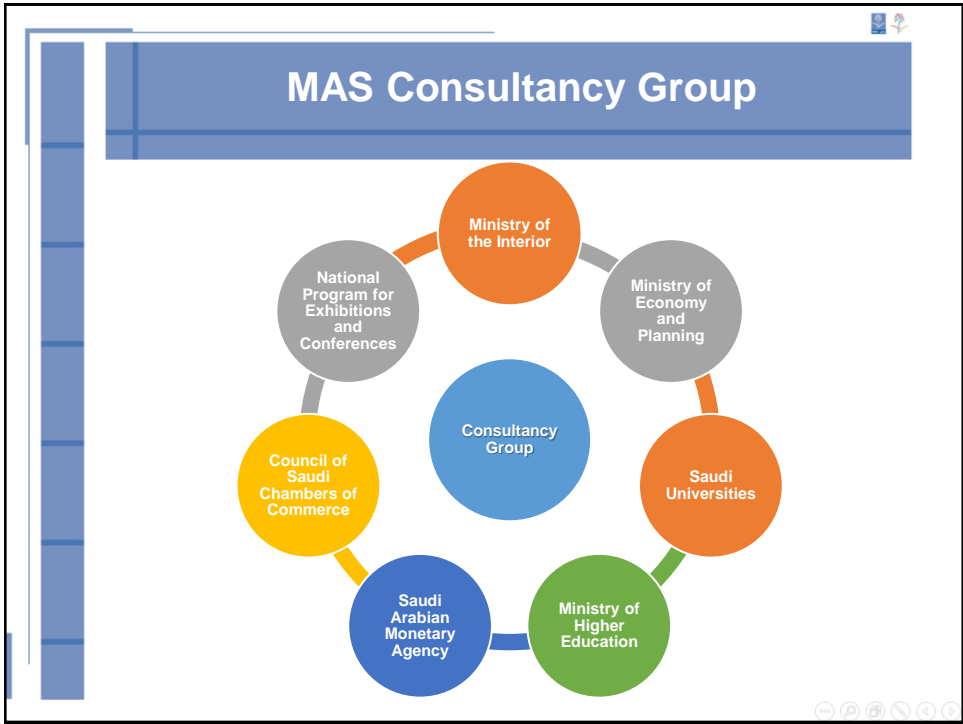 MAS Consultancy Group
Ministry of
the Interior
Ministry of
Economy
and
Planning
Saudi
Universities
Ministry of
Higher
Education
Saudi
Arabian
Monetary
Agency
Council of
Saudi
Chambers of
Commerce
National
Program for
Exhibitions
and
Conferences
Consultancy
Group